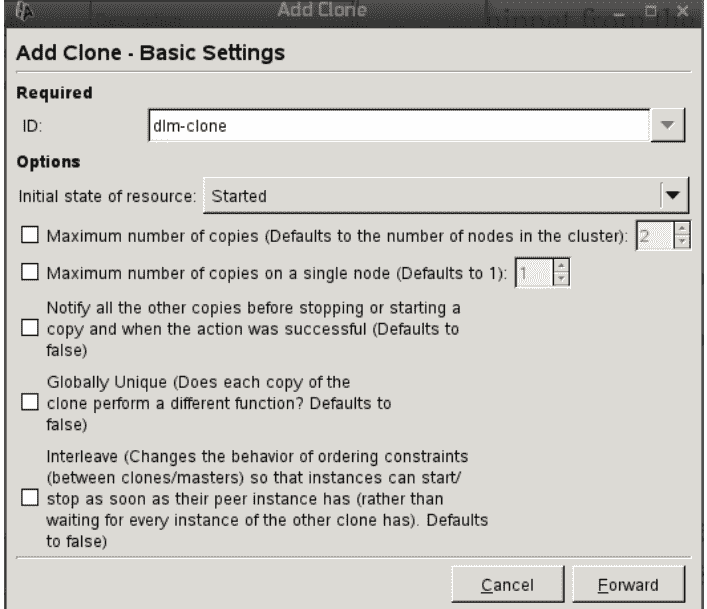 Add Clone
Add Clone - Basic Settings
Required
ID:
dlm-clone
Options
Initial state of resource: Started
Maximum number of copies (Defaults to the number of nodes in the cluster): 2
Maximum number of copies on a single node (Defaults to 1): 1
Notify all the other copies before stopping or starting a
copy and when the action was successful (Defaults to
false)
Globally Unique (Does each copy of the
clone perform a different function? Defaults to
false)
Interleave (Changes the behavior of ordering constraints
(between clones/masters) so that instances can start/
stop as soon as their peer instance has (rather than
waiting for every instance of the other clone has). Defaults
to false)
Cancel Forward